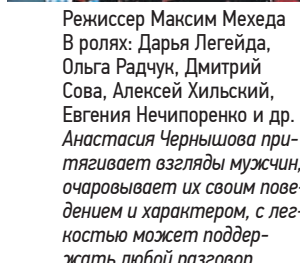 Режиссер Максим Мехеда
В ролях: Дарья Легейда,
Ольга Радчук, Дмитрий
Сова, Алексей Хильский,
Евгения Нечипоренко и др.
Анастасия Чернышова при-
тягивает взгляды мужчин,
очаровывает их своим пове-
дением и характером, с лег-
костью может поддер-
жать любой разговор